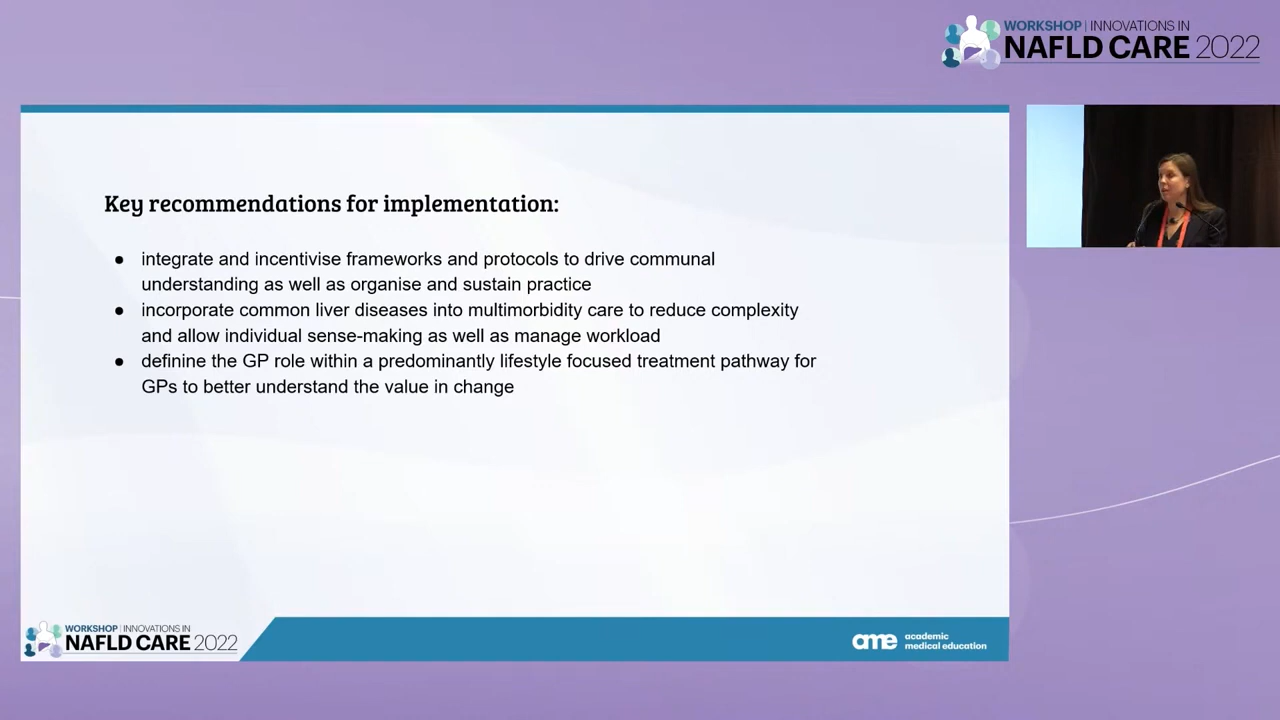 WORKSHOP | INNOVATIONS IN
NAFLD CARE 2022
Key recommendations for implementation:
● integrate and incentivise frameworks and protocols to drive communal
understanding as well as organise and sustain practice
● incorporate common liver diseases into multimorbidity care to reduce complexity
and allow individual sense-making as well as manage workload
● definine the GP role within a predominantly lifestyle focused treatment pathway for
GPs to better understand the value in change
WORKSHOP | INNOVATIONS IN
NAFLD CARE 2022
ame academic
medical education